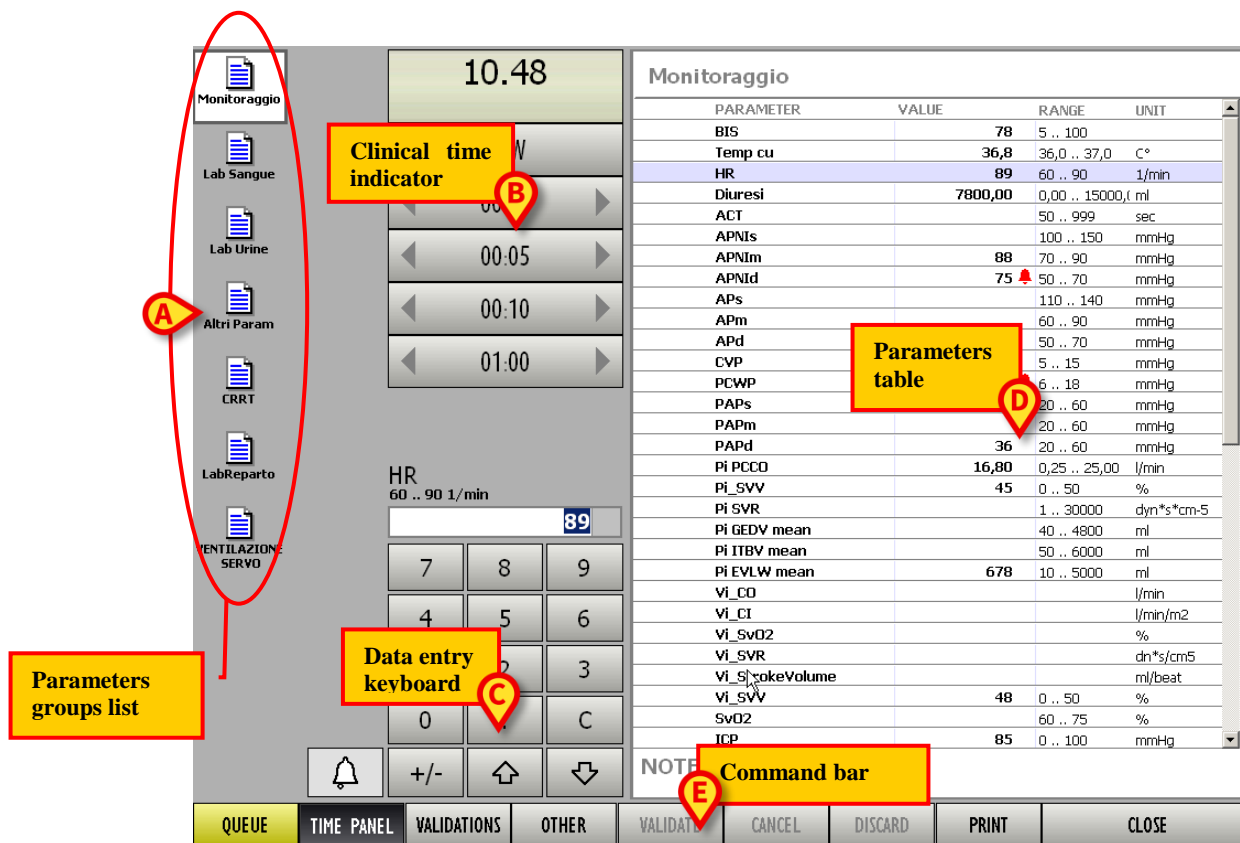 Monitoraggio
Lab Sangue
Lab Urine
A
Altri Param
CRRT
LabReparto
VENTILAZIONE
SERVO
Parameters
groups list
10.48
Clinical time
indicator
B
00:05
00:10
01:00
HR
60 .. 90 1/min
89
7 8 9
4 5 6
3
Data entry
keyboard
C
0 C
+/-
Monitoraggio
PARAMETER VALUE RANGE UNIT
BIS 78 5 .. 100
Temp cu 36,8 36,0 .. 37,0 C°
HR 89 60 .. 90 1/min
Diuresi 7800,00 0,00 .. 15000,( ml
ACT 50 .. 999 sec
APNIs 100 .. 150 mmHg
APNIm 88 70 .. 90 mmHg
APNId 75 50 .. 70 mmHg
APs 110 .. 140 mmHg
APm 60 .. 90 mmHg
APd 50 .. 70 mmHg
CVP 5 .. 15 mmHg
PCWP 6 .. 18 mmHg
PAPs 20 .. 60 mmHg
PAPm 20 .. 60 mmHg
PAPd 36 20 .. 60 mmHg
Pi PCCO 16,80 0,25 .. 25,00 l/min
Pi_SVV 45 0 .. 50 %
Pi SVR 1 .. 30000 dyn*s*cm-5
Pi GEDV mean 40 .. 4800 ml
Pi ITBV mean 50 .. 6000 ml
Pi EVLW mean 678 10 .. 5000 ml
Vi_CO l/min
Vi_CI l/min/m2
Vi_SvO2 %
Vi_SVR dn*s/cm5
Vi_StrokeVolume ml/beat
Vi_SVV 48 0 .. 50 %
SvO2 60 .. 75 %
ICP 85 0 .. 100 mmHg
Parameters
table
D
NOTE
Command bar
E
QUEUE TIME PANEL VALIDATIONS OTHER VALIDATE CANCEL DISCARD PRINT CLOSE